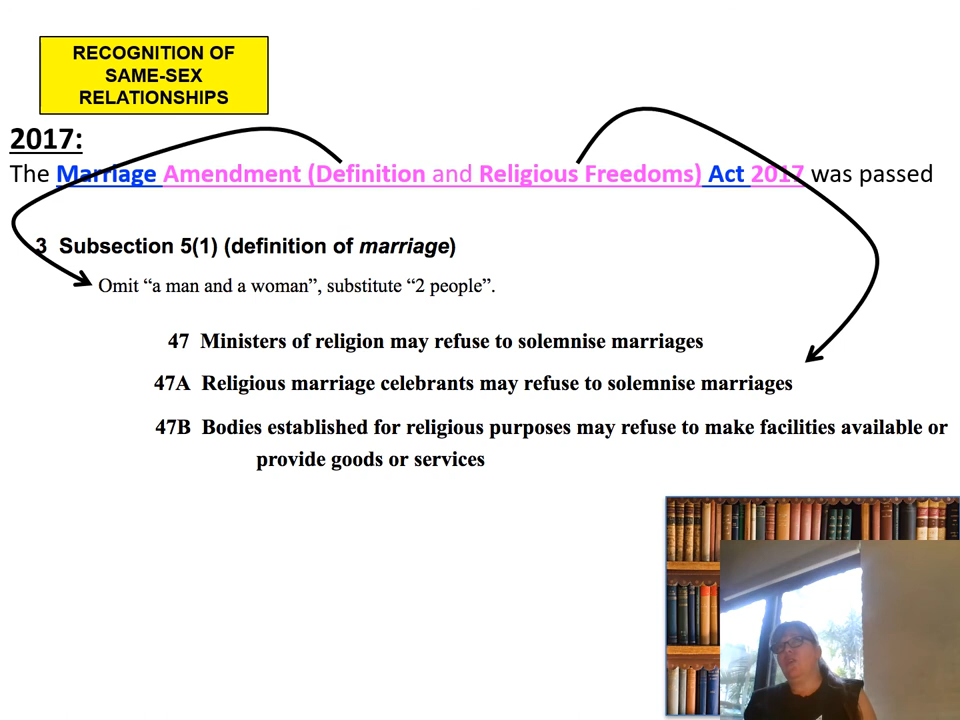 RECOGNITION OF
SAME-SEX
RELATIONSHIPS
2017:
The Marriage Amendment (Definition and Religious Freedoms) Act 2017 was passed
3 Subsection 5(1) (definition of marriage)
Omit “a man and a woman”, substitute “2 people”.
47 Ministers of religion may refuse to solemnise marriages
47A Religious marriage celebrants may refuse to solemnise marriages
47B Bodies established for religious purposes may refuse to make facilities available or
provide goods or services